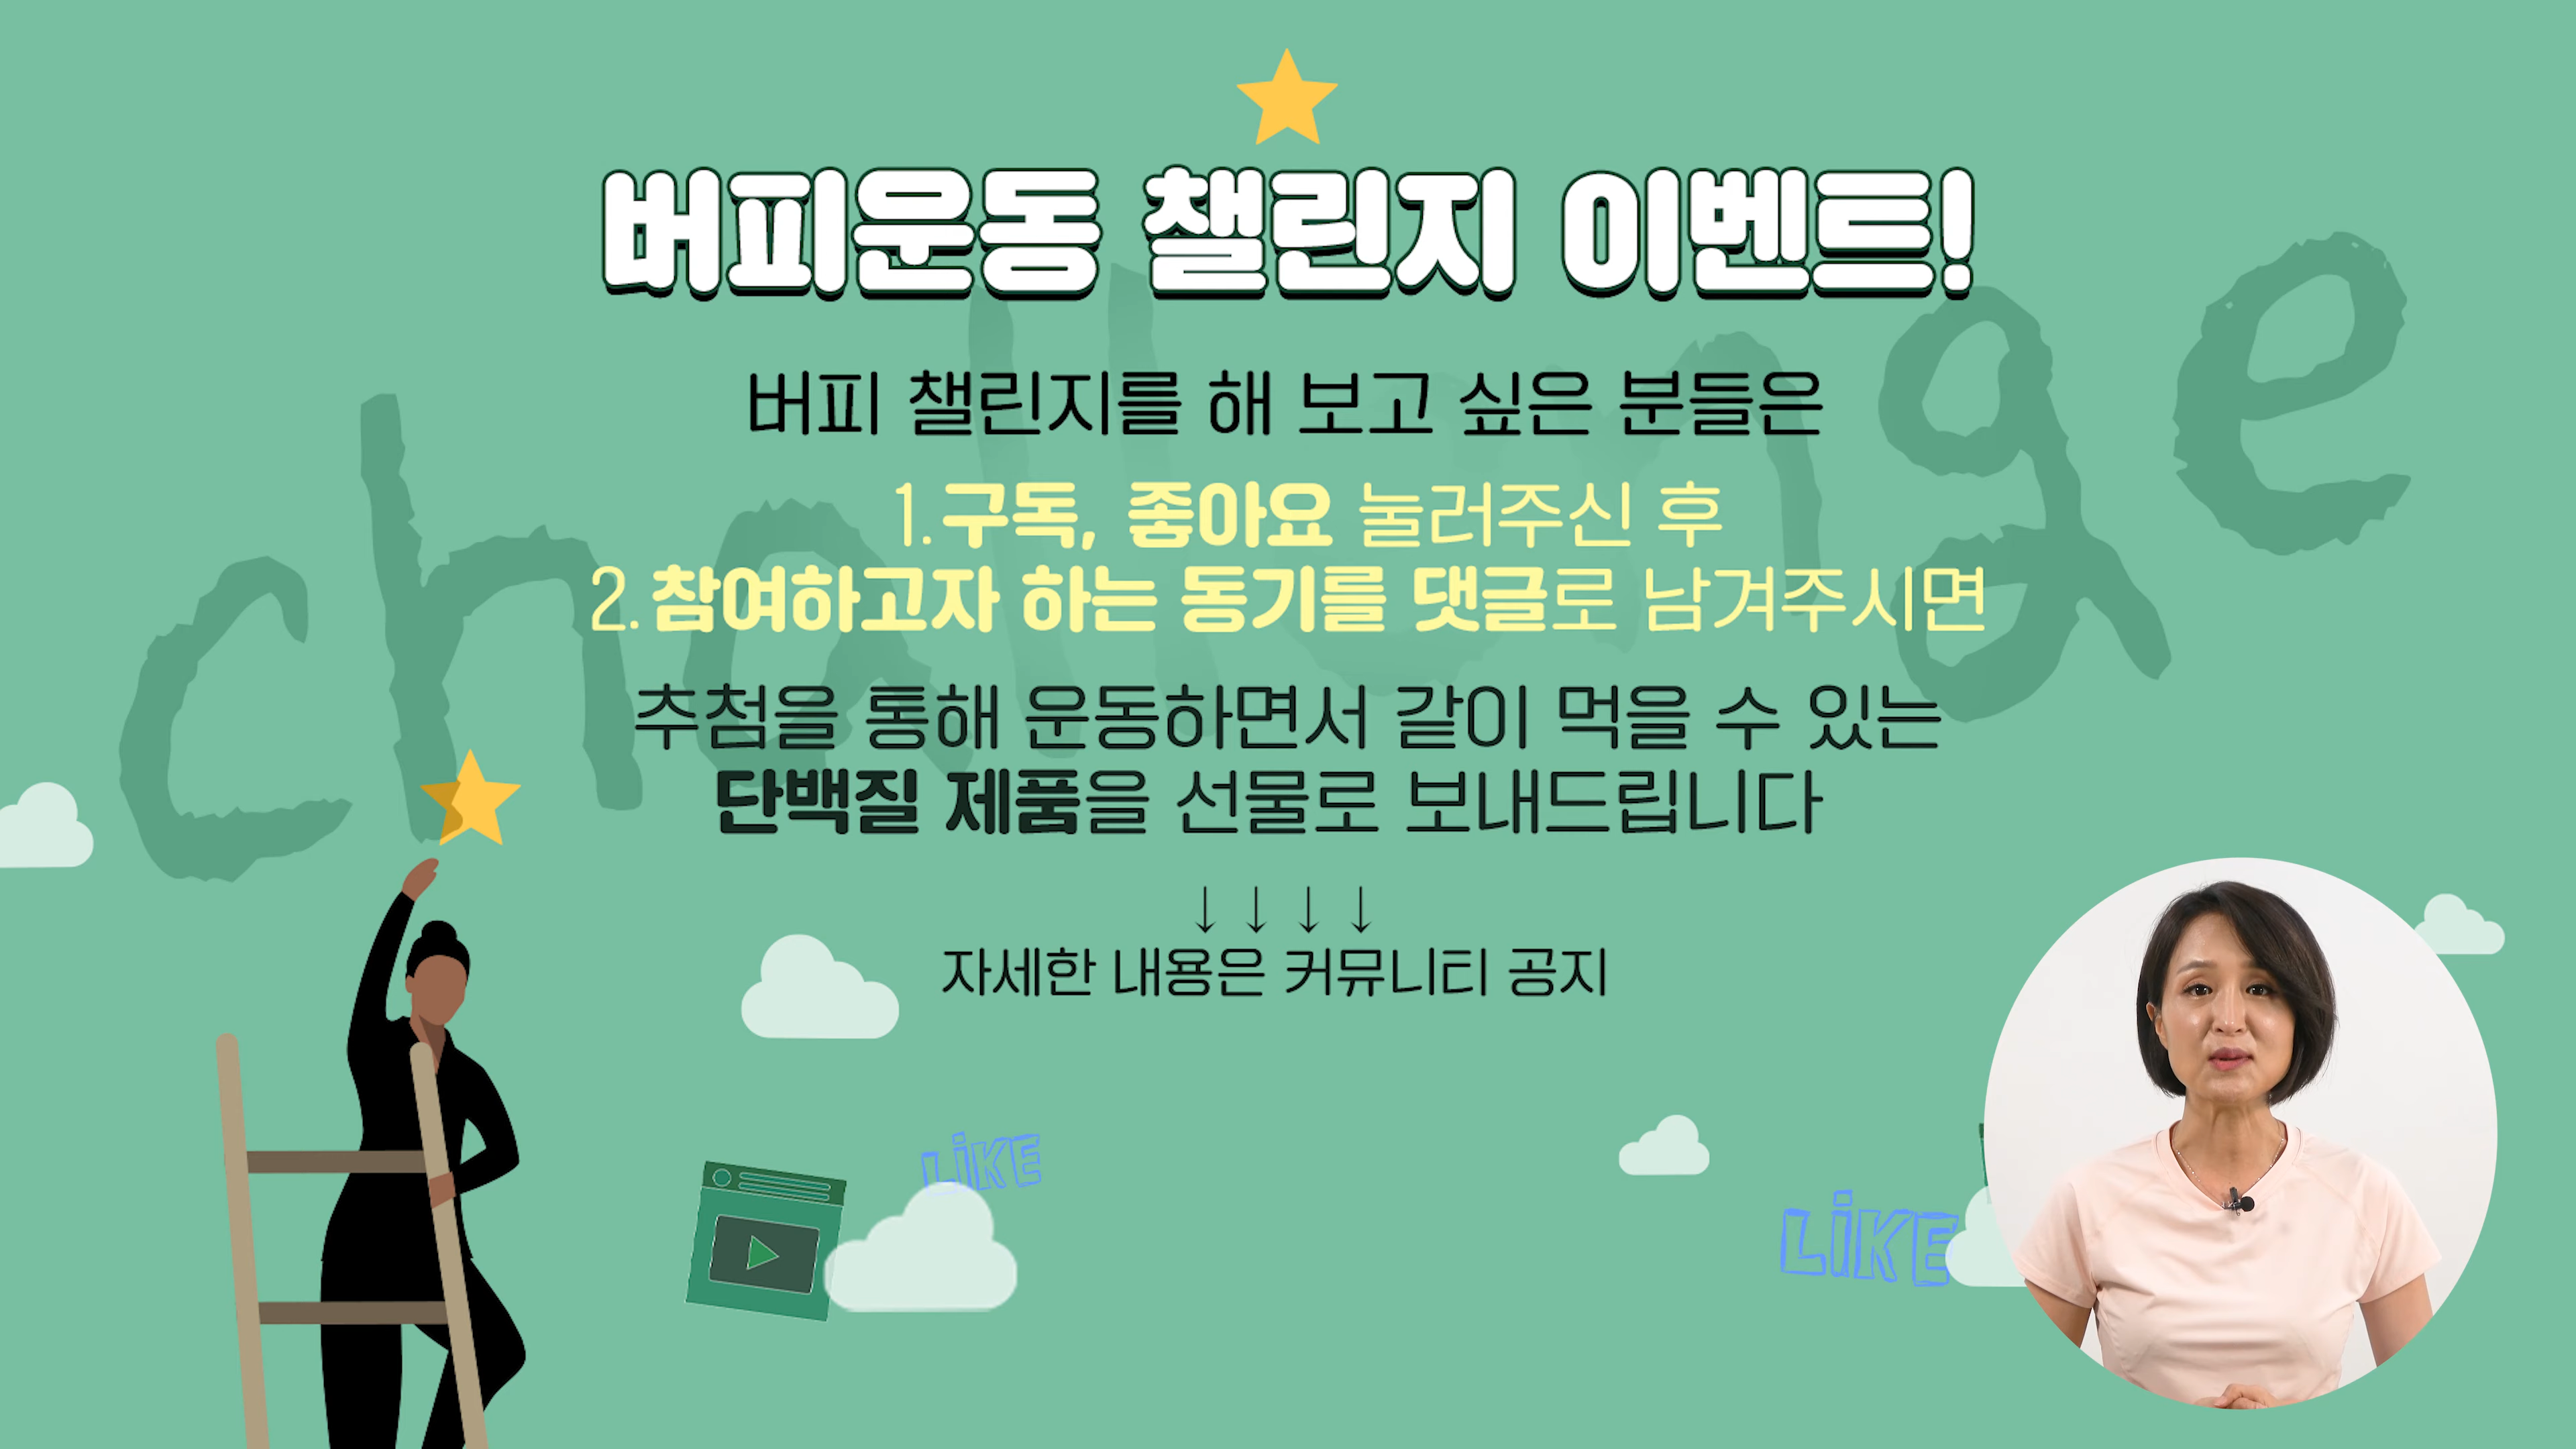 버피운동 챌린지 이벤트!
challenge
버피 챌린지를 해 보고 싶은 분들은
1. 구독, 좋아요 눌러주신 후
2. 참여하고자 하는 동기를 댓글로 남겨주시면
추첨을 통해 운동하면서 같이 먹을 수 있는
단백질 제품을 선물로 보내드립니다
↓ ↓ ↓ ↓
자세한 내용은 커뮤니티 공지
LiKE
LiKE